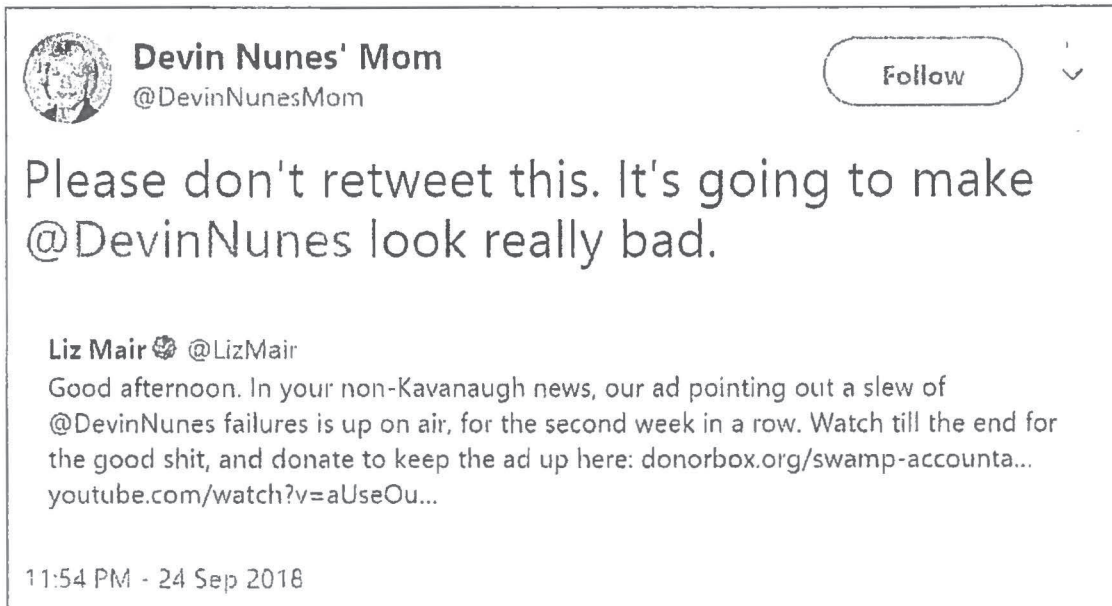 Devin Nunes' Mom
@DevinNunesMom
Follow
Please don't retweet this. It's going to make
@DevinNunes look really bad.
Liz Mair @LizMair
Good afternoon. In your non-Kavanaugh news, our ad pointing out a slew of
@DevinNunes failures is up on air, for the second week in a row. Watch till the end for
the good shit, and donate to keep the ad up here: donorbox.org/swamp-accounta...
youtube.com/watch?v=aUseOu...
11:54 PM - 24 Sep 2018